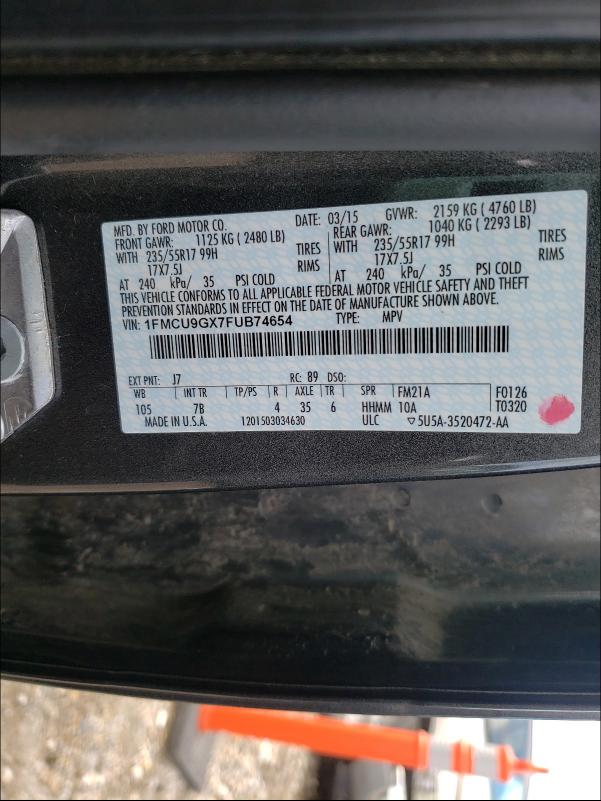 MFD. BY FORD MOTOR CO. DATE: 03/15 GVWR: 2159 KG ( 4760 LB)
FRONT GAWR: 1125 KG ( 2480 LB) REAR GAWR: 1040 KG ( 2293 LB)
WITH 235/55R17 99H TIRES WITH 235/55R17 99H TIRES
17X7.5J RIMS 17X7.5J RIMS
AT 240 kPa/ 35 PSI COLD AT 240 kPa/ 35 PSI COLD
THIS VEHICLE CONFORMS TO ALL APPLICABLE FEDERAL MOTOR VEHICLE SAFETY AND THEFT
PREVENTION STANDARDS IN EFFECT ON THE DATE OF MANUFACTURE SHOWN ABOVE.
VIN: 1FMCU9GX7FUB74654 TYPE: MPV
EXT PNT: J7 RC: 89 DSO:
WB INT TR TP/PS R AXLE TR SPR FM21A F0126
105 7B 4 35 6 HHMM 10A T0320
MADE IN U.S.A. 1201503034630 ULC ▽5U5A-3520472-AA